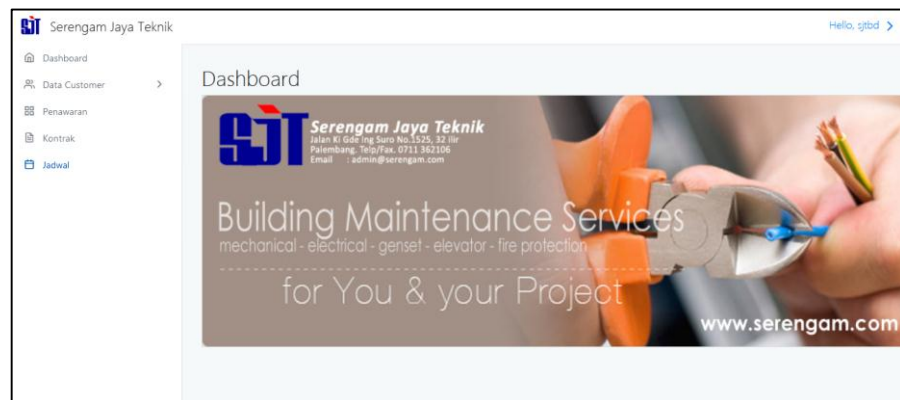 SJT Serengam Jaya Teknik
Hello, sjtbd
Dashboard
Data Customer
Penawaran
Kontrak
Jadwal
Dashboard
SJT
Serengam Jaya Teknik
Jalan Ki Gde Ing Suro No.1525, 32 ilir
Palembang. Telp/Fax. 0711 362106
Email : admin@serengam.com
Building Maintenance Services
mechanical - electrical - genset - elevator - fire protection
for You & your Project
www.serengam.com